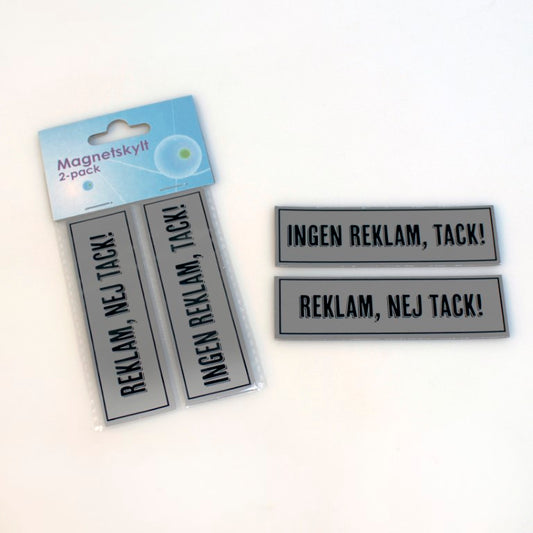 Magnetskylt
2-pack
REKLAM, NEJ TACK!
INGEN REKLAM, TACK!
INGEN REKLAM, TACK!
REKLAM, NEJ TACK!